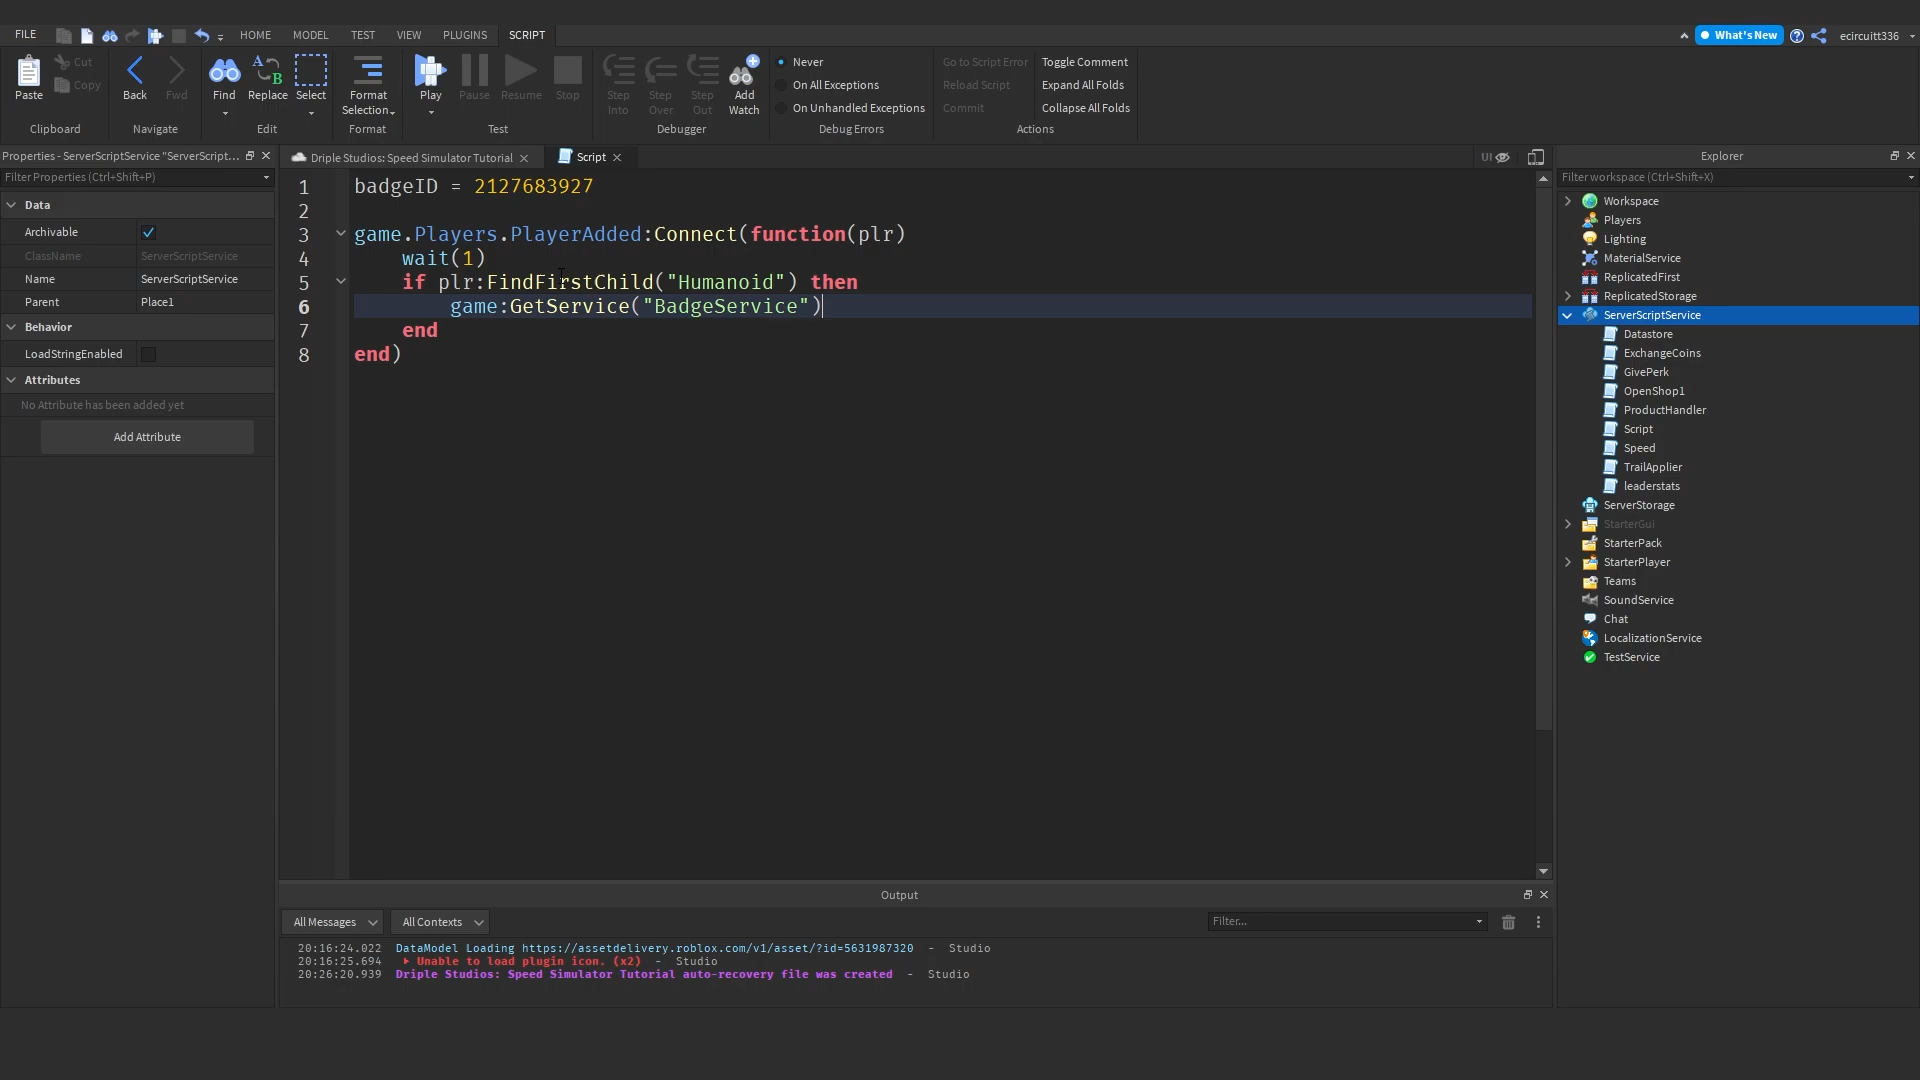 FILE
HOME
MODEL
TEST
VIEW
PLUGINS
SCRIPT
What's New
ecircuitt336
Paste
Cut
Copy
Clipboard
Back
Fwd
Navigate
Find
Replace
Select
Edit
Format
Selection
Format
Play
Pause
Resume
Stop
Test
Step
Into
Step
Over
Step
Out
Add
Watch
Debugger
Never
On All Exceptions
On Unhandled Exceptions
Debug Errors
Go to Script Error
Reload Script
Commit
Toggle Comment
Expand All Folds
Collapse All Folds
Actions
Properties - ServerScriptService "ServerScript...
Filter Properties (Ctrl+Shift+P)
Data
Archivable
ClassName ServerScriptService
Name ServerScriptService
Parent Place1
Behavior
LoadStringEnabled
Attributes
No Attribute has been added yet
Add Attribute
Driple Studios: Speed Simulator Tutorial
Script
UI
1 badgeID = 2127683927
2
3 game.Players.PlayerAdded:Connect(function(plr)
4 wait(1)
5 if plr:FindFirstChild("Humanoid") then
6 game:GetService("BadgeService")
7 end
8 end)
Output
All Messages
All Contexts
Filter...
20:16:24.022 DataModel Loading https://assetdelivery.roblox.com/v1/asset/?id=5631987320 - Studio
20:16:25.694 Unable to load plugin icon. (x2) - Studio
20:26:20.939 Driple Studios: Speed Simulator Tutorial auto-recovery file was created - Studio
Explorer
Filter workspace (Ctrl+Shift+X)
Workspace
Players
Lighting
MaterialService
ReplicatedFirst
ReplicatedStorage
ServerScriptService
Datastore
ExchangeCoins
GivePerk
OpenShop1
ProductHandler
Script
Speed
TrailApplier
leaderstats
ServerStorage
StarterGui
StarterPack
StarterPlayer
Teams
SoundService
Chat
LocalizationService
TestService